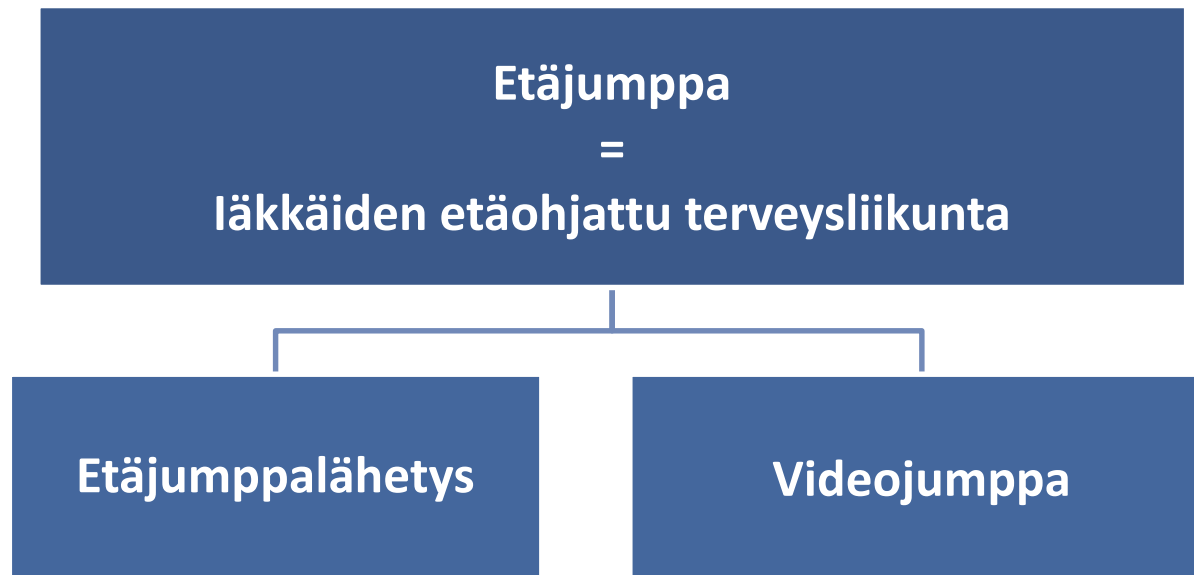 Etäjumppa
=
Iäkkäiden etäohjattu terveysliikunta
Etäjumppalähetys
Videojumppa